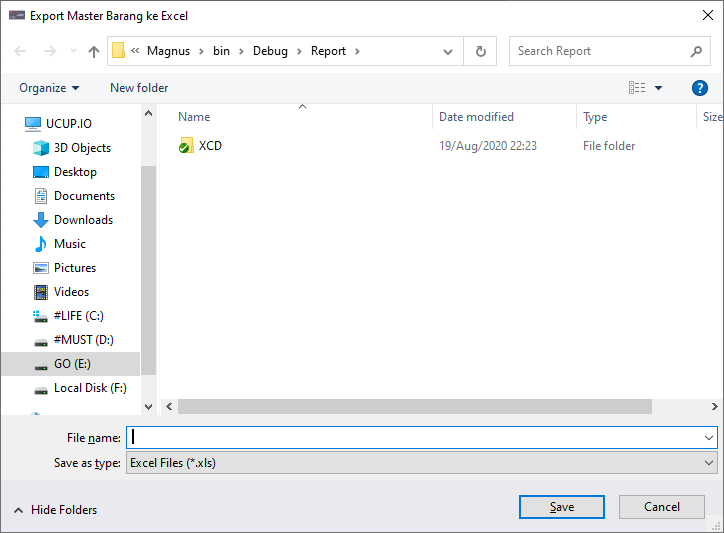 Export Master Barang ke Excel
« Magnus > bin > Debug > Report >
Search Report
Organize
New folder
?
Name
Date modified
Type
Size
UCUP.IO
3D Objects
Desktop
Documents
Downloads
Music
Pictures
Videos
#LIFE (C:)
#MUST (D:)
GO (E:)
Local Disk (F:)
XCD
19/Aug/2020 22:23
File folder
File name:
Save as type:
Excel Files (*.xls)
Hide Folders
Save
Cancel